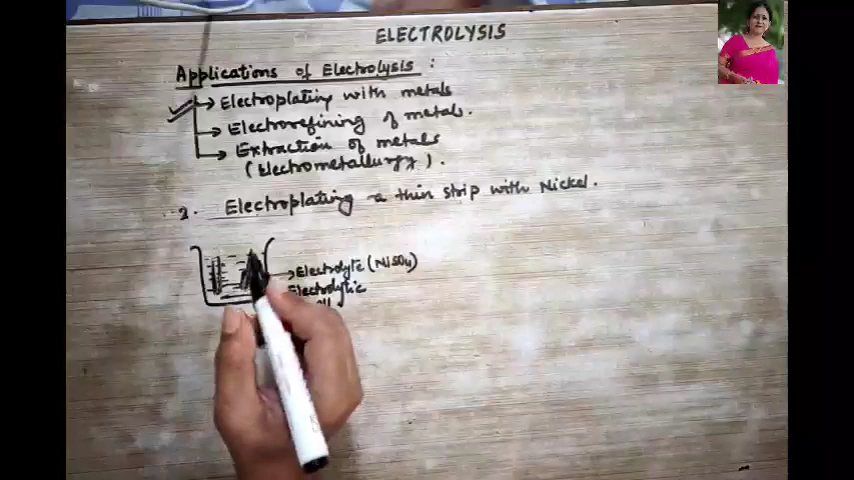 ELECTROLYSIS
Applications of Electrolysis :
→ Electroplating with metals
→ Electrorefining of metals.
→ Extraction of metals
(Electrometallurgy).
2. Electroplating a thin strip with Nickel.
→ Electrolyte (NiSO4)
Electrolytic